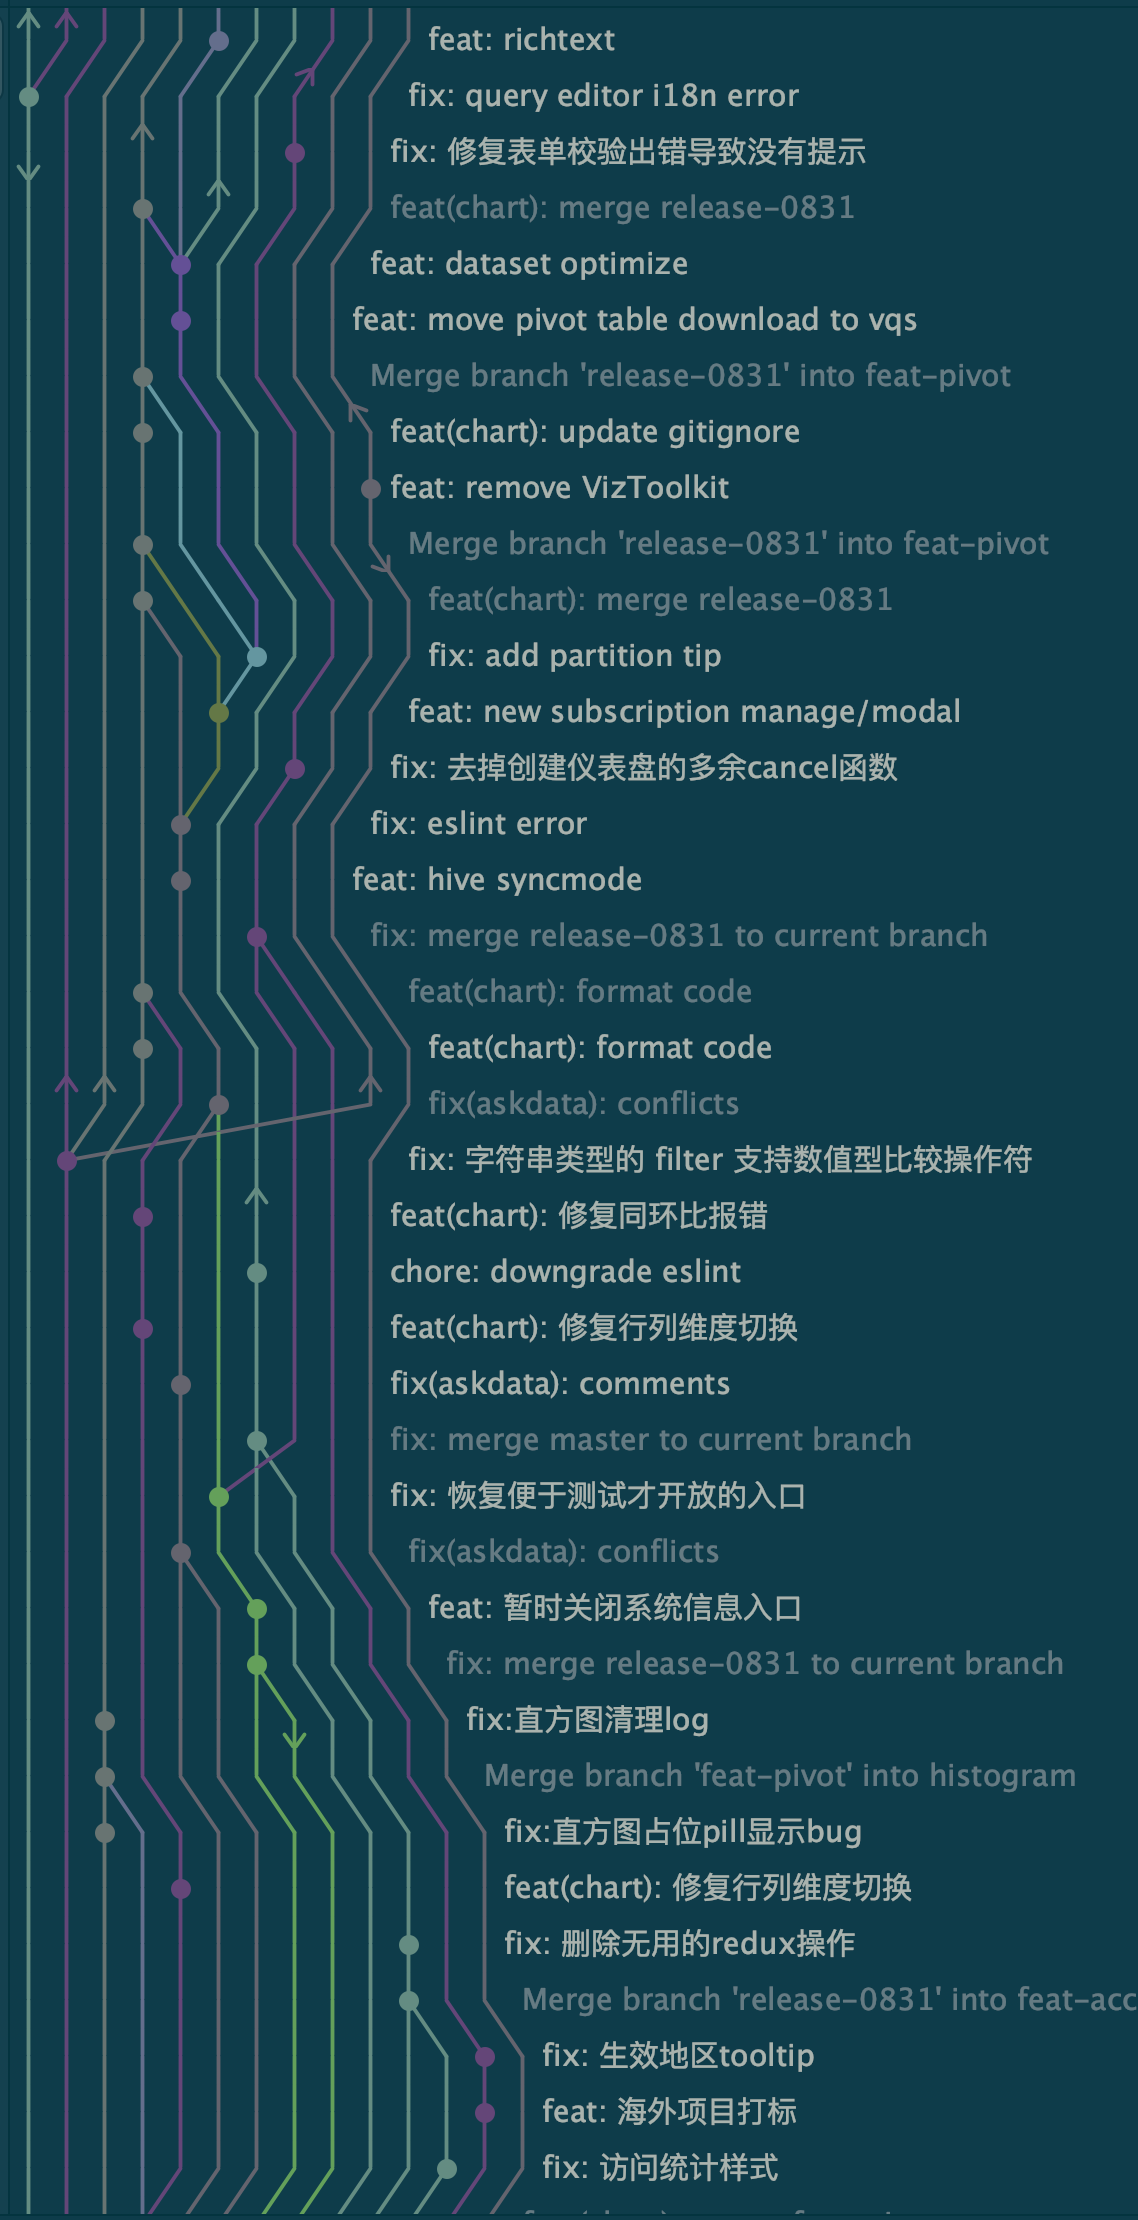 feat: richtext
fix: query editor i18n error
fix: 修复表单校验出错导致没有提示
feat(chart): merge release-0831
feat: dataset optimize
feat: move pivot table download to vqs
Merge branch 'release-0831' into feat-pivot
feat(chart): update gitignore
feat: remove VizToolkit
Merge branch 'release-0831' into feat-pivot
feat(chart): merge release-0831
fix: add partition tip
feat: new subscription manage/modal
fix: 去掉创建仪表盘的多余cancel函数
fix: eslint error
feat: hive syncmode
fix: merge release-0831 to current branch
feat(chart): format code
feat(chart): format code
fix(askdata): conflicts
fix: 字符串类型的 filter 支持数值型比较操作符
feat(chart): 修复同环比报错
chore: downgrade eslint
feat(chart): 修复行列维度切换
fix(askdata): comments
fix: merge master to current branch
fix: 恢复便于测试才开放的入口
fix(askdata): conflicts
feat: 暂时关闭系统信息入口
fix: merge release-0831 to current branch
fix:直方图清理log
Merge branch 'feat-pivot' into histogram
fix:直方图占位pill显示bug
feat(chart): 修复行列维度切换
fix: 删除无用的redux操作
Merge branch 'release-0831' into feat-acc
fix: 生效地区tooltip
feat: 海外项目打标
fix: 访问统计样式